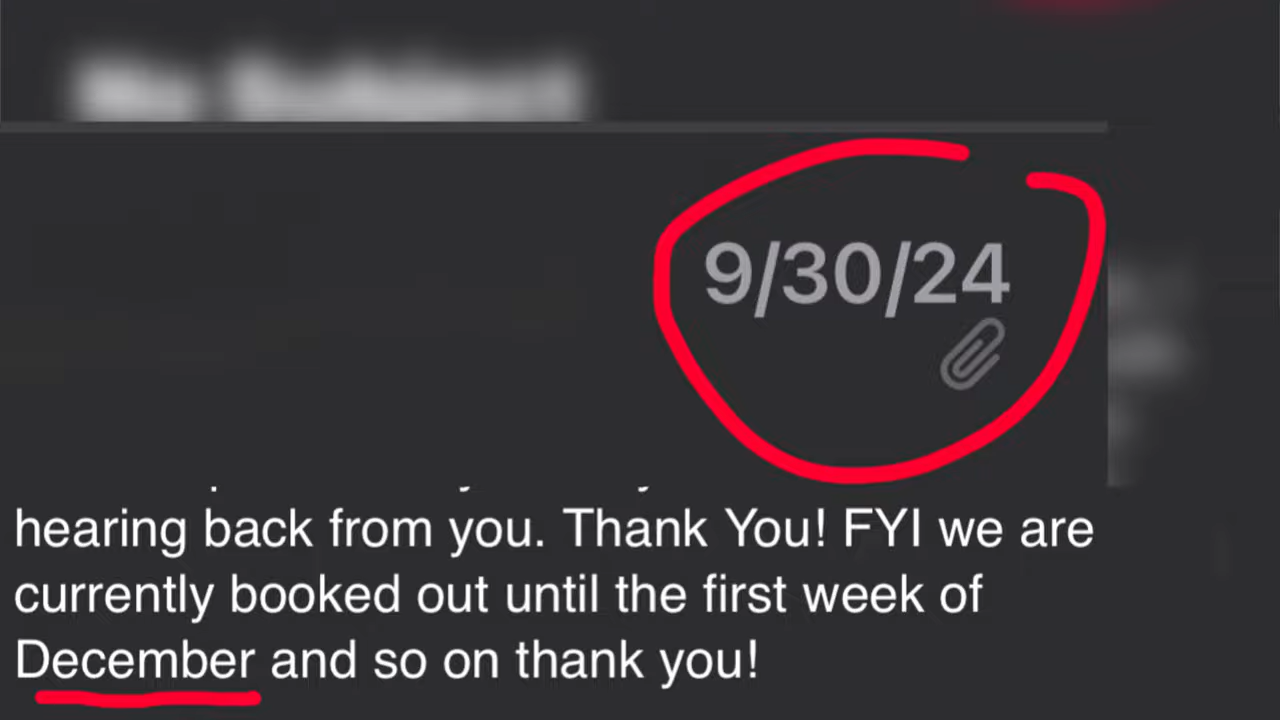 9/30/24
hearing back from you. Thank You! FYI we are
currently booked out until the first week of
December and so on thank you!